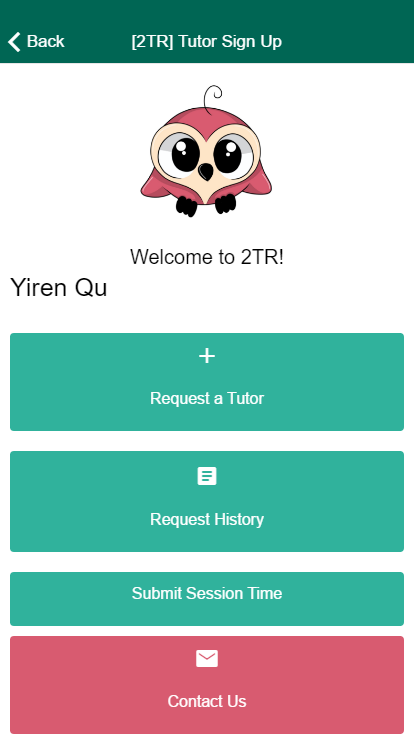 Back
[2TR] Tutor Sign Up
Welcome to 2TR!
Yiren Qu
Request a Tutor
Request History
Submit Session Time
Contact Us